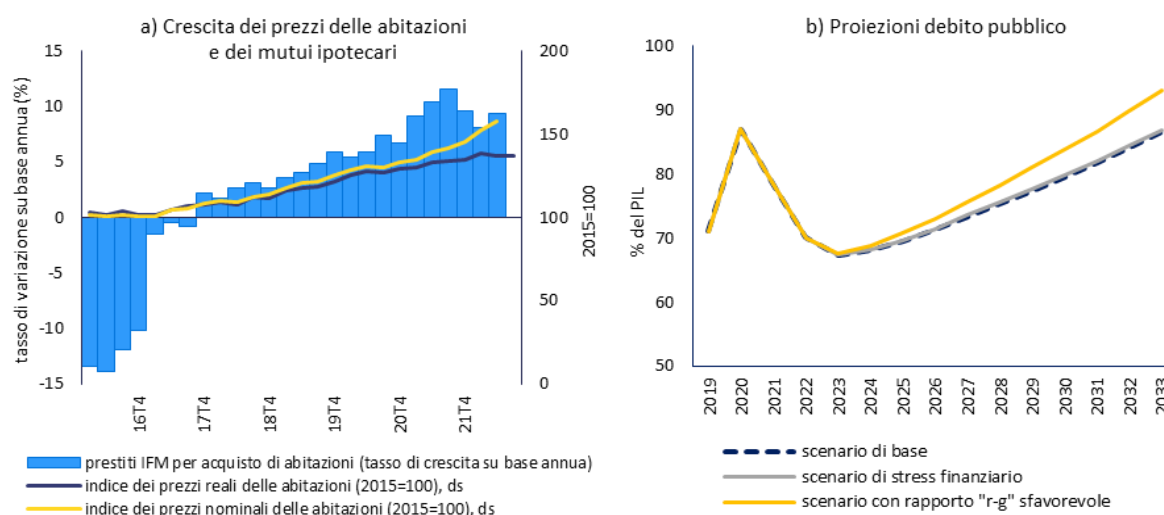 a) Crescita dei prezzi delle abitazioni
e dei mutui ipotecari
tasso di variazione su base annua (%)
15
10
5
0
-5
-10
-15
200
150
100
50
0
2015=100
16T4
17T4
18T4
19T4
20T4
21T4
prestiti IFM per acquisto di abitazioni (tasso di crescita su base annua)
indice dei prezzi reali delle abitazioni (2015=100), ds
indice dei prezzi nominali delle abitazioni (2015=100), ds
b) Proiezioni debito pubblico
% del PIL
100
90
80
70
60
50
2019
2020
2021
2022
2023
2024
2025
2026
2027
2028
2029
2030
2031
2032
2033
scenario di base
scenario di stress finanziario
scenario con rapporto "r-g" sfavorevole